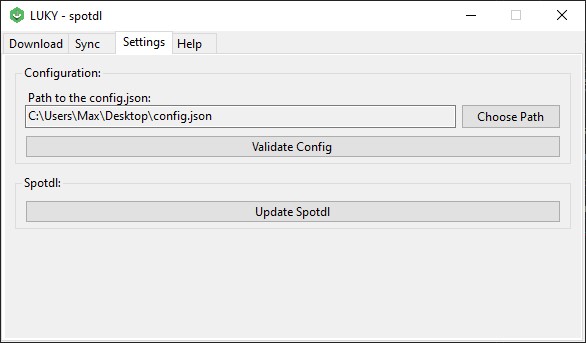 LUKY - spotdl
Download Sync Settings Help
Configuration:
Path to the config.json:
C:\Users\Max\Desktop\config.json Choose Path
Validate Config
Spotdl:
Update Spotdl